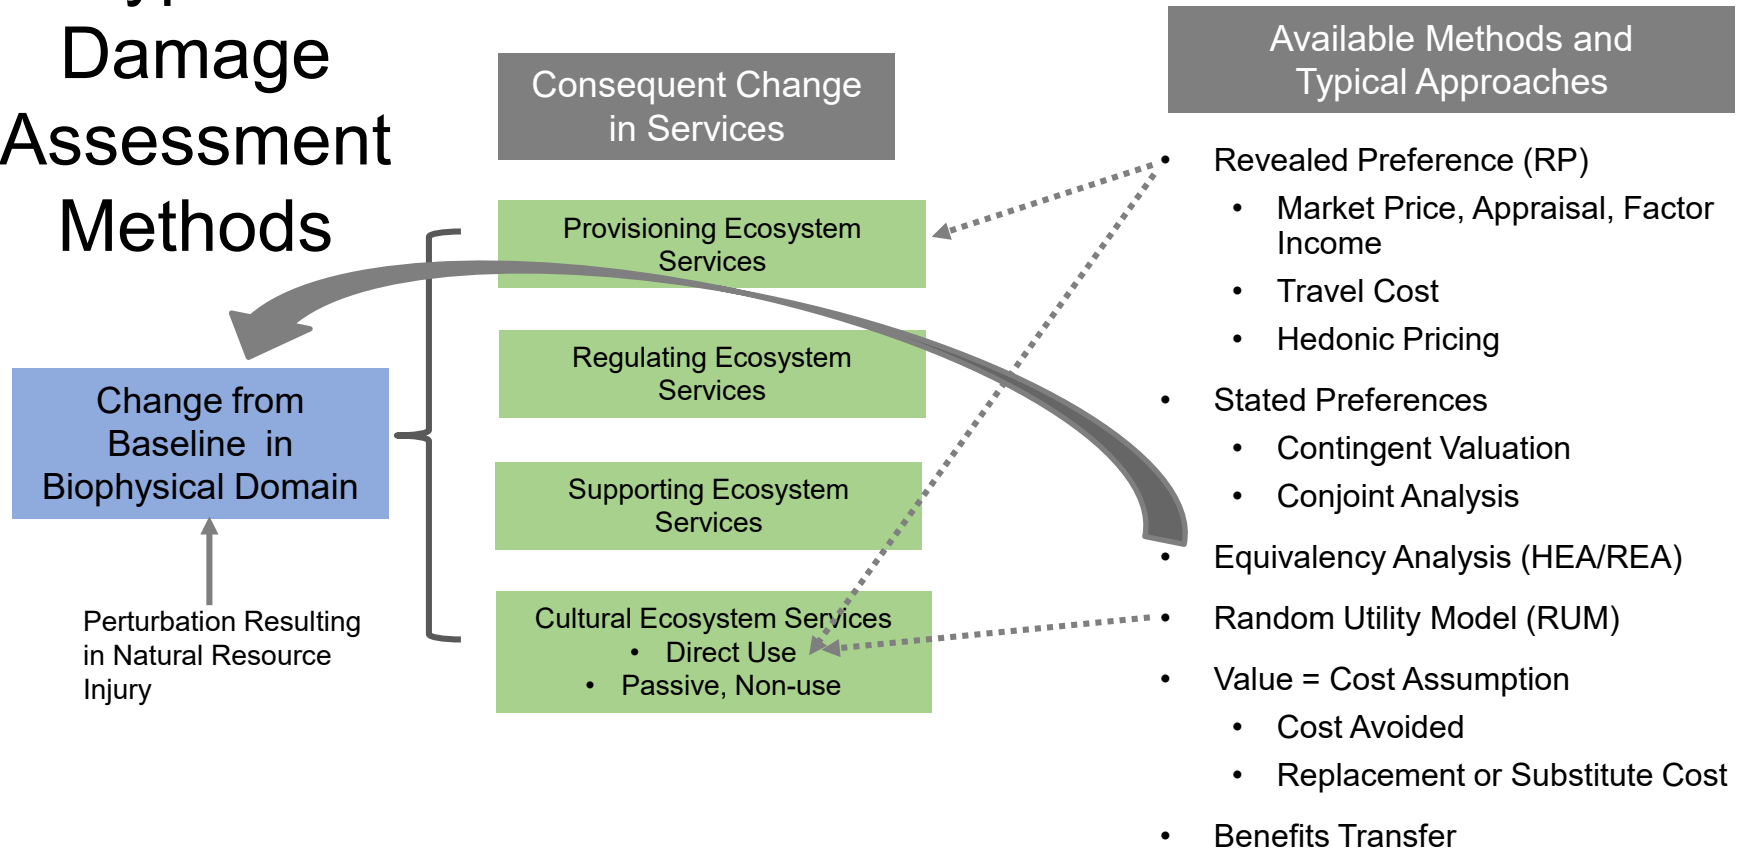 Damage
Assessment
Methods
Consequent Change
in Services
Available Methods and
Typical Approaches
Provisioning Ecosystem
Services
Regulating Ecosystem
Services
Supporting Ecosystem
Services
Cultural Ecosystem Services
• Direct Use
• Passive, Non-use
Change from
Baseline in
Biophysical Domain
Perturbation Resulting
in Natural Resource
Injury
• Revealed Preference (RP)
• Market Price, Appraisal, Factor
Income
• Travel Cost
• Hedonic Pricing
• Stated Preferences
• Contingent Valuation
• Conjoint Analysis
• Equivalency Analysis (HEA/REA)
• Random Utility Model (RUM)
• Value = Cost Assumption
• Cost Avoided
• Replacement or Substitute Cost
• Benefits Transfer